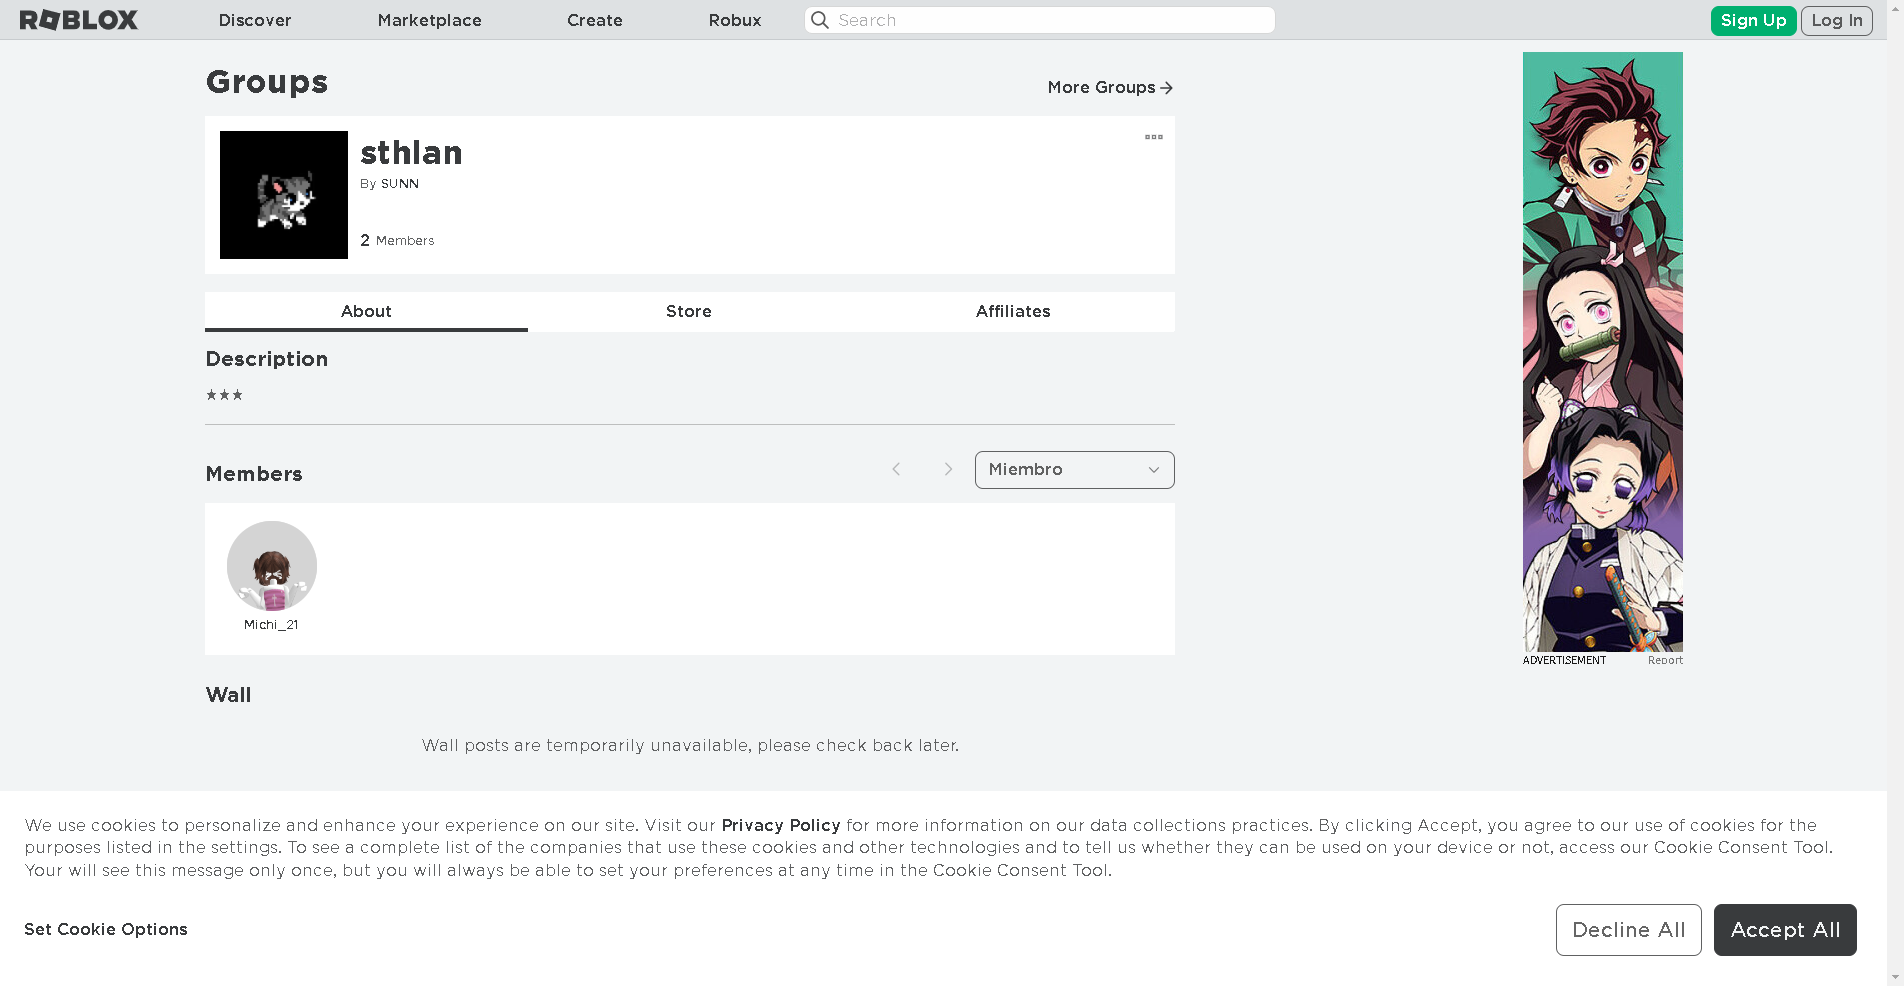 ROBLOX
Discover
Marketplace
Create
Robux
Search
Sign Up
Log In
Groups
More Groups
sthlan
By SUNN
2 Members
About
Store
Affiliates
Description
★★★
Members
Miembro
Michi_21
Wall
Wall posts are temporarily unavailable, please check back later.
ADVERTISEMENT
Report
We use cookies to personalize and enhance your experience on our site. Visit our Privacy Policy for more information on our data collections practices. By clicking Accept, you agree to our use of cookies for the
purposes listed in the settings. To see a complete list of the companies that use these cookies and other technologies and to tell us whether they can be used on your device or not, access our Cookie Consent Tool.
Your will see this message only once, but you will always be able to set your preferences at any time in the Cookie Consent Tool.
Set Cookie Options
Decline All
Accept All